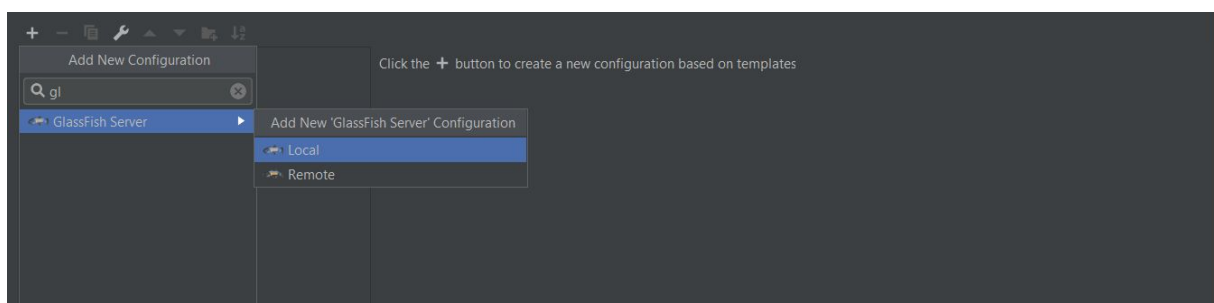 Add New Configuration
Click the + button to create a new configuration based on templates
gl
GlassFish Server
Add New 'GlassFish Server' Configuration
Local
Remote